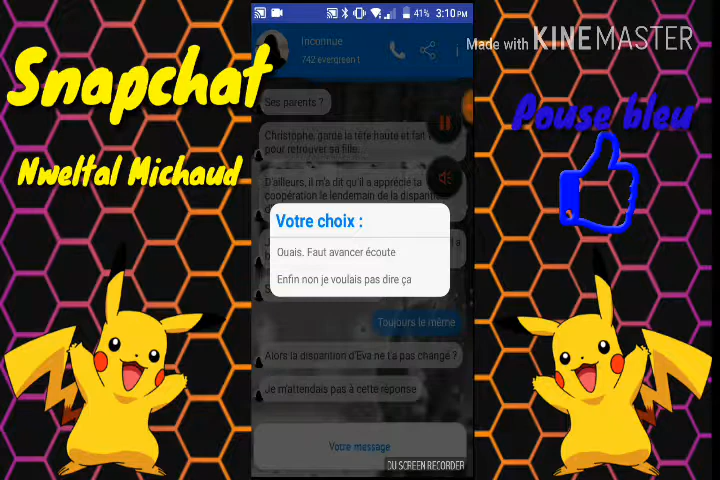 41% 3:10 PM
Inconnue
742 evergreen t
i
Made with KINEMASTER
Snapchat
Nweltal Michaud
Pouse bleu
Ses parents ?
Christophe, garde la tête haute et fait
pour retrouver sa fille...
D'ailleurs, il m'a dit qu'il a apprécié ta
coopération le lendemain de la disparition
Votre choix :
Ouais. Faut avancer écoute
Enfin non je voulais pas dire ça
Toujours le même
Alors la disparition d'Eva ne t'a pas changé ?
Je m'attendais pas à cette réponse
Votre message
DU SCREEN RECORDER